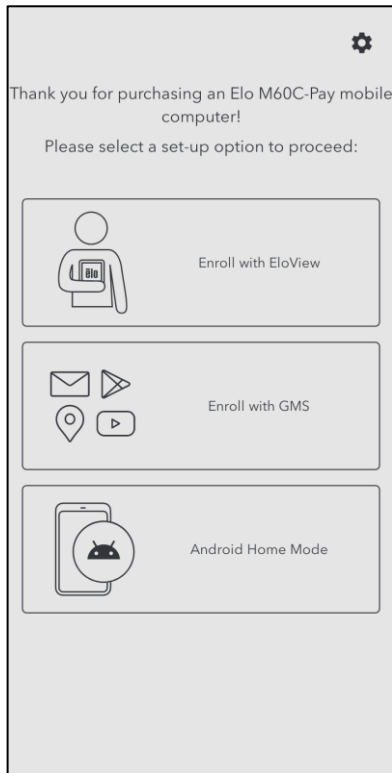 Thank you for purchasing an Elo M60C-Pay mobile
computer!
Please select a set-up option to proceed:
elo
Enroll with EloView
Enroll with GMS
Android Home Mode